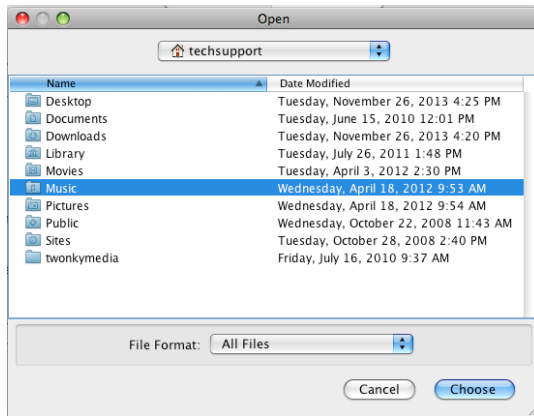 Open
techsupport
Name Date Modified
Desktop Tuesday, November 26, 2013 4:25 PM
Documents Tuesday, June 15, 2010 12:01 PM
Downloads Tuesday, November 26, 2013 4:20 PM
Library Tuesday, July 26, 2011 1:48 PM
Movies Tuesday, April 3, 2012 2:30 PM
Music Wednesday, April 18, 2012 9:53 AM
Pictures Wednesday, April 18, 2012 9:54 AM
Public Wednesday, October 22, 2008 11:43 AM
Sites Tuesday, October 28, 2008 2:40 PM
twonkymedia Friday, July 16, 2010 9:37 AM
File Format: All Files
Cancel Choose